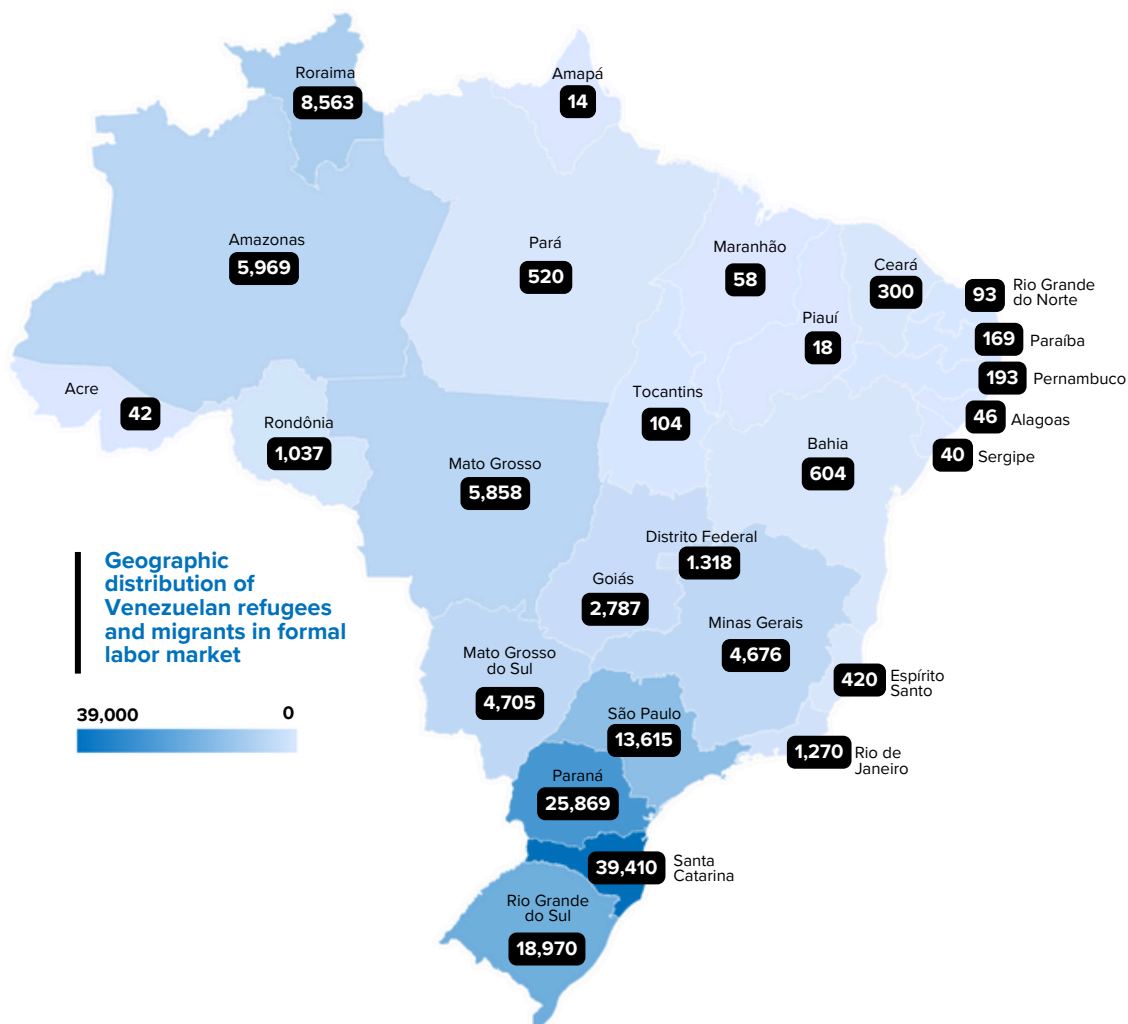 Roraima
8,563
Amapá
14
Amazonas
5,969
Pará
520
Maranhão
58
Ceará
300
93
Rio Grande
do Norte
Piauí
18
169
Paraíba
193
Pernambuco
Acre
42
Tocantins
104
46
Alagoas
Rondônia
1,037
Bahia
604
40
Sergipe
Mato Grosso
5,858
Distrito Federal
1.318
Geographic
distribution of
Venezuelan refugees
and migrants in formal
labor market
Goiás
2,787
Minas Gerais
4,676
Mato Grosso
do Sul
4,705
420
Espírito
Santo
39,000
0
São Paulo
13,615
1,270
Rio de
Janeiro
Paraná
25,869
39,410
Santa
Catarina
Rio Grande
do Sul
18,970